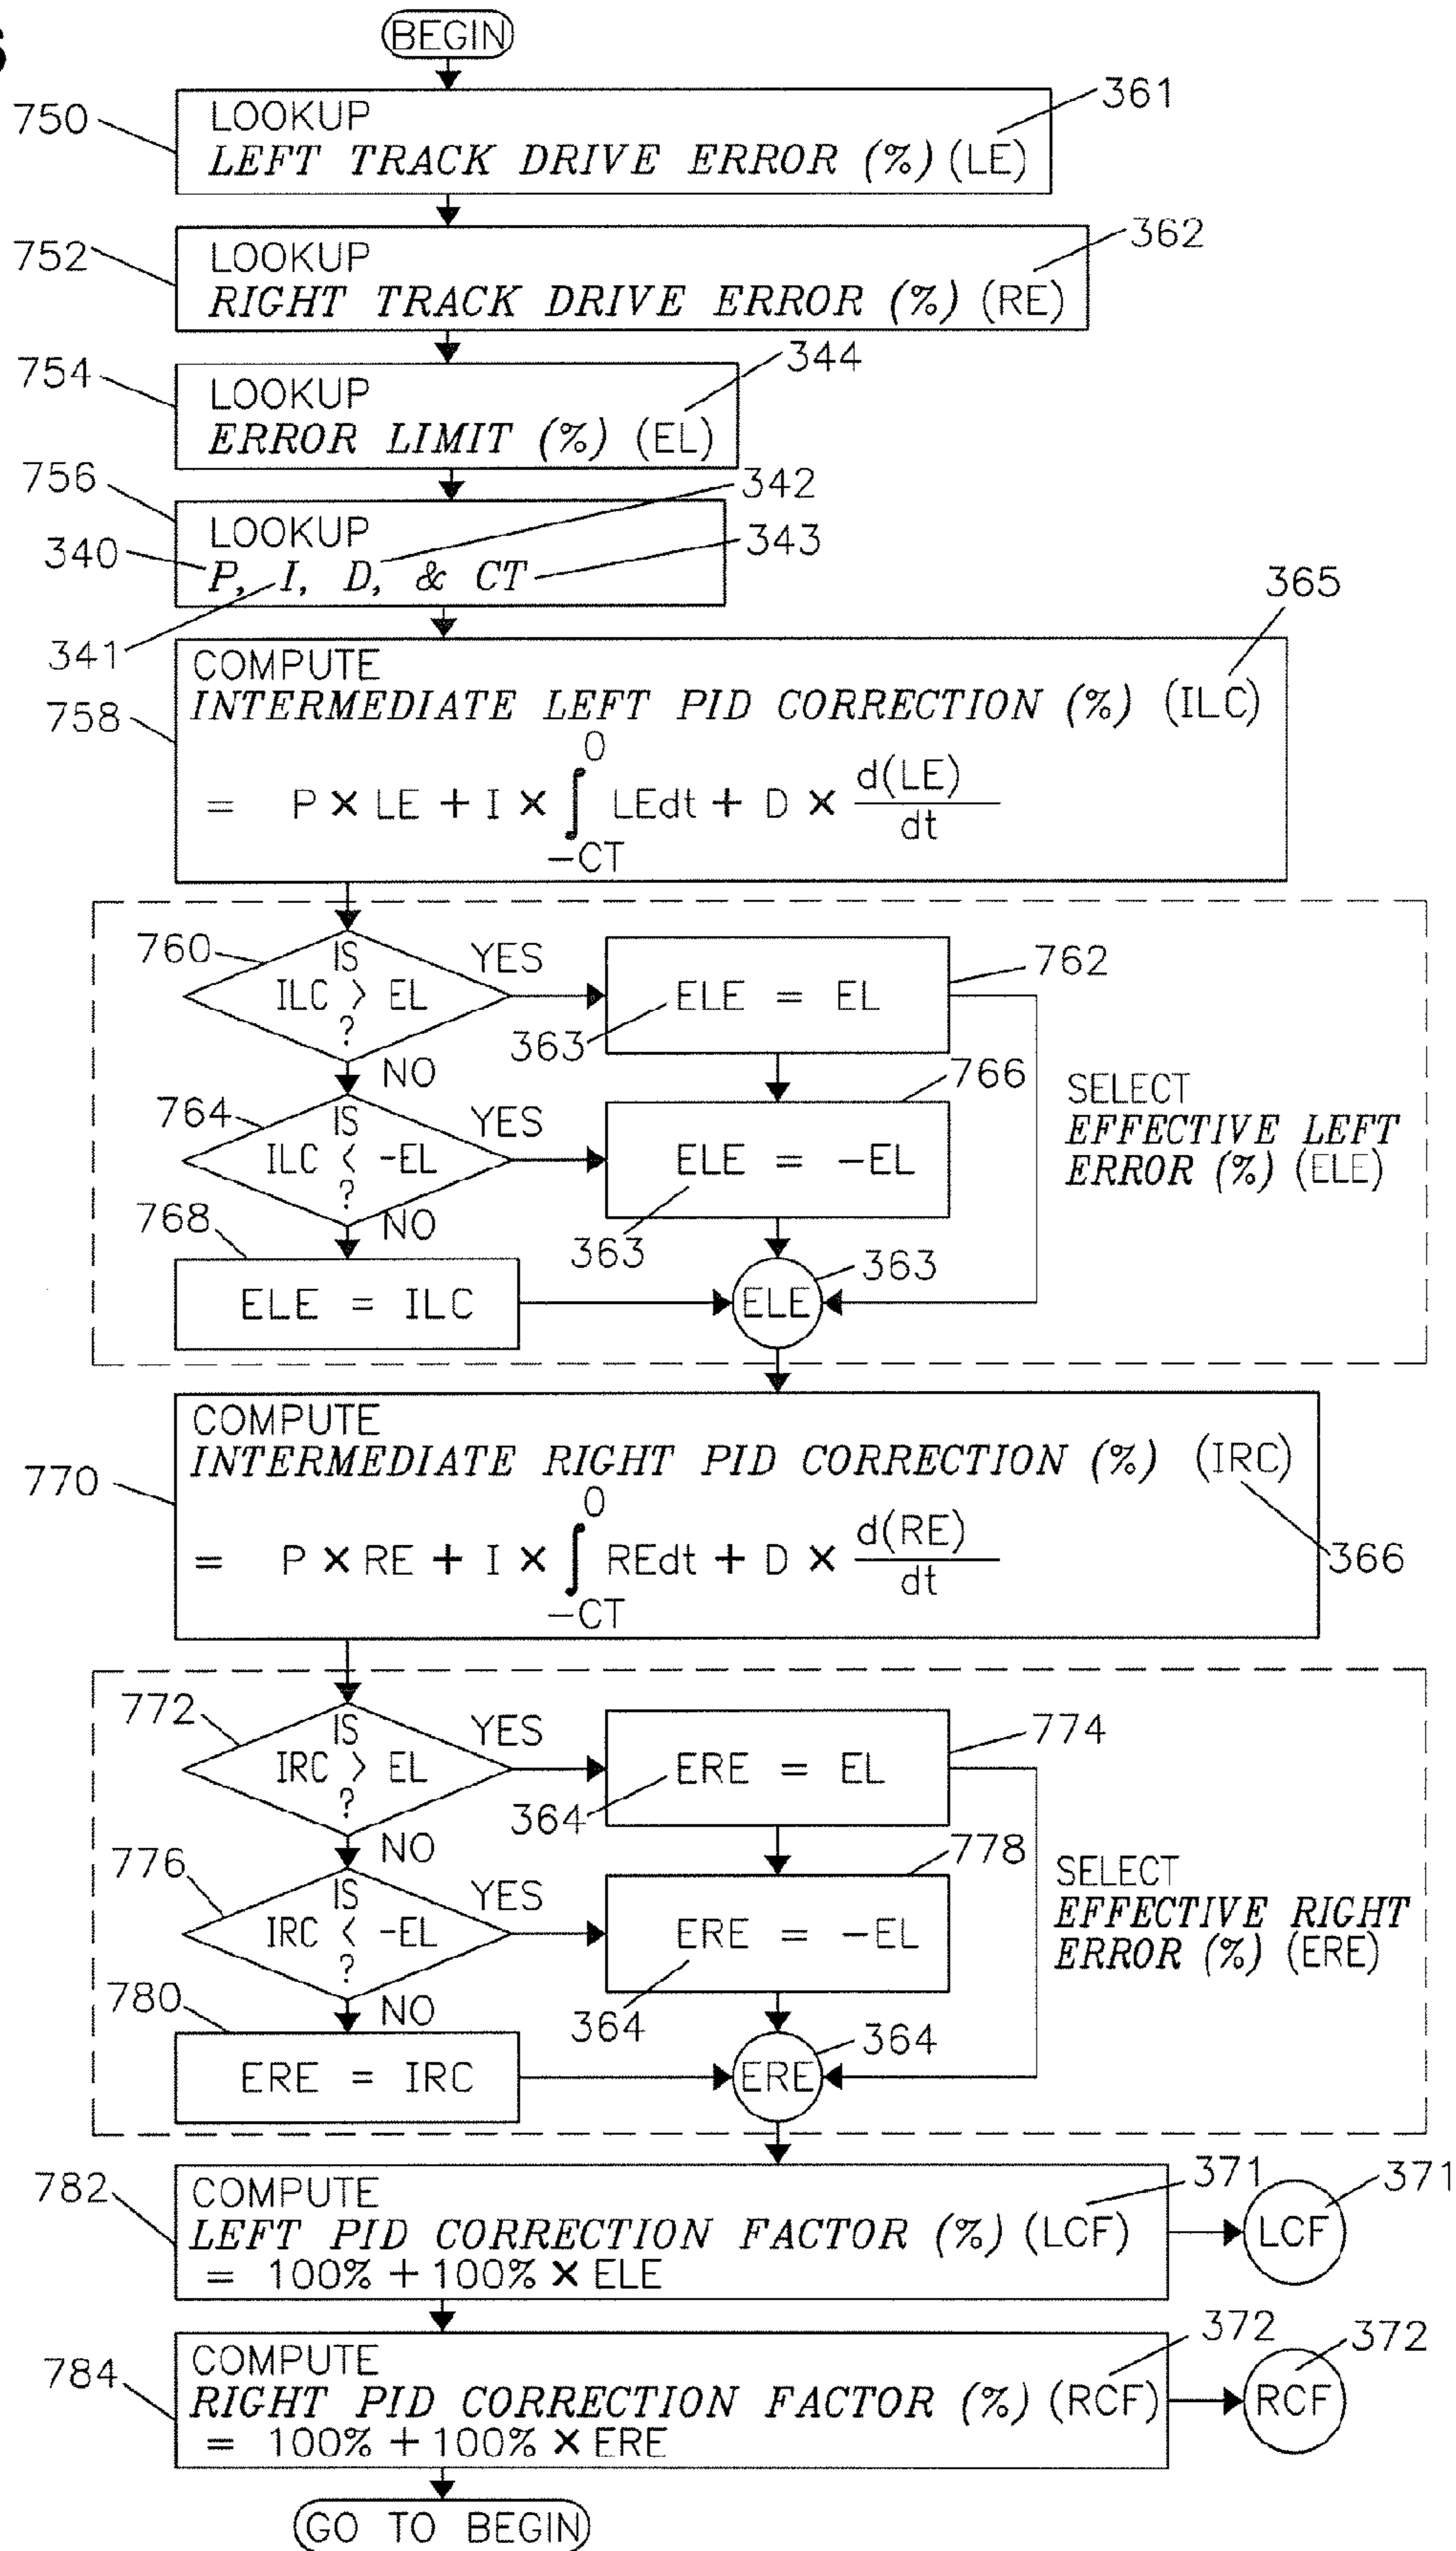 BEGIN
750
LOOKUP
LEFT TRACK DRIVE ERROR (%) (LE)
361
752
LOOKUP
RIGHT TRACK DRIVE ERROR (%) (RE)
362
754
LOOKUP
ERROR LIMIT (%) (EL)
344
756
LOOKUP
342
340
P, I, D, & CT
343
341
365
758
COMPUTE
INTERMEDIATE LEFT PID CORRECTION (%) (ILC)
= P × LE + I × ∫ 0 -CT LEdt + D × d(LE)/dt
760
IS
ILC > EL
?
YES
ELE = EL
762
363
NO
766
764
IS
ILC < -EL
?
YES
ELE = -EL
363
SELECT
EFFECTIVE LEFT
ERROR (%) (ELE)
768
NO
ELE = ILC
ELE
363
770
COMPUTE
INTERMEDIATE RIGHT PID CORRECTION (%) (IRC)
= P × RE + I × ∫ 0 -CT REdt + D × d(RE)/dt
366
772
IS
IRC > EL
?
YES
ERE = EL
774
364
NO
778
776
IS
IRC < -EL
?
YES
ERE = -EL
364
SELECT
EFFECTIVE RIGHT
ERROR (%) (ERE)
780
NO
ERE = IRC
ERE
364
782
COMPUTE
LEFT PID CORRECTION FACTOR (%) (LCF)
= 100% + 100% × ELE
371
LCF
371
784
COMPUTE
RIGHT PID CORRECTION FACTOR (%) (RCF)
= 100% + 100% × ERE
372
RCF
372
GO TO BEGIN